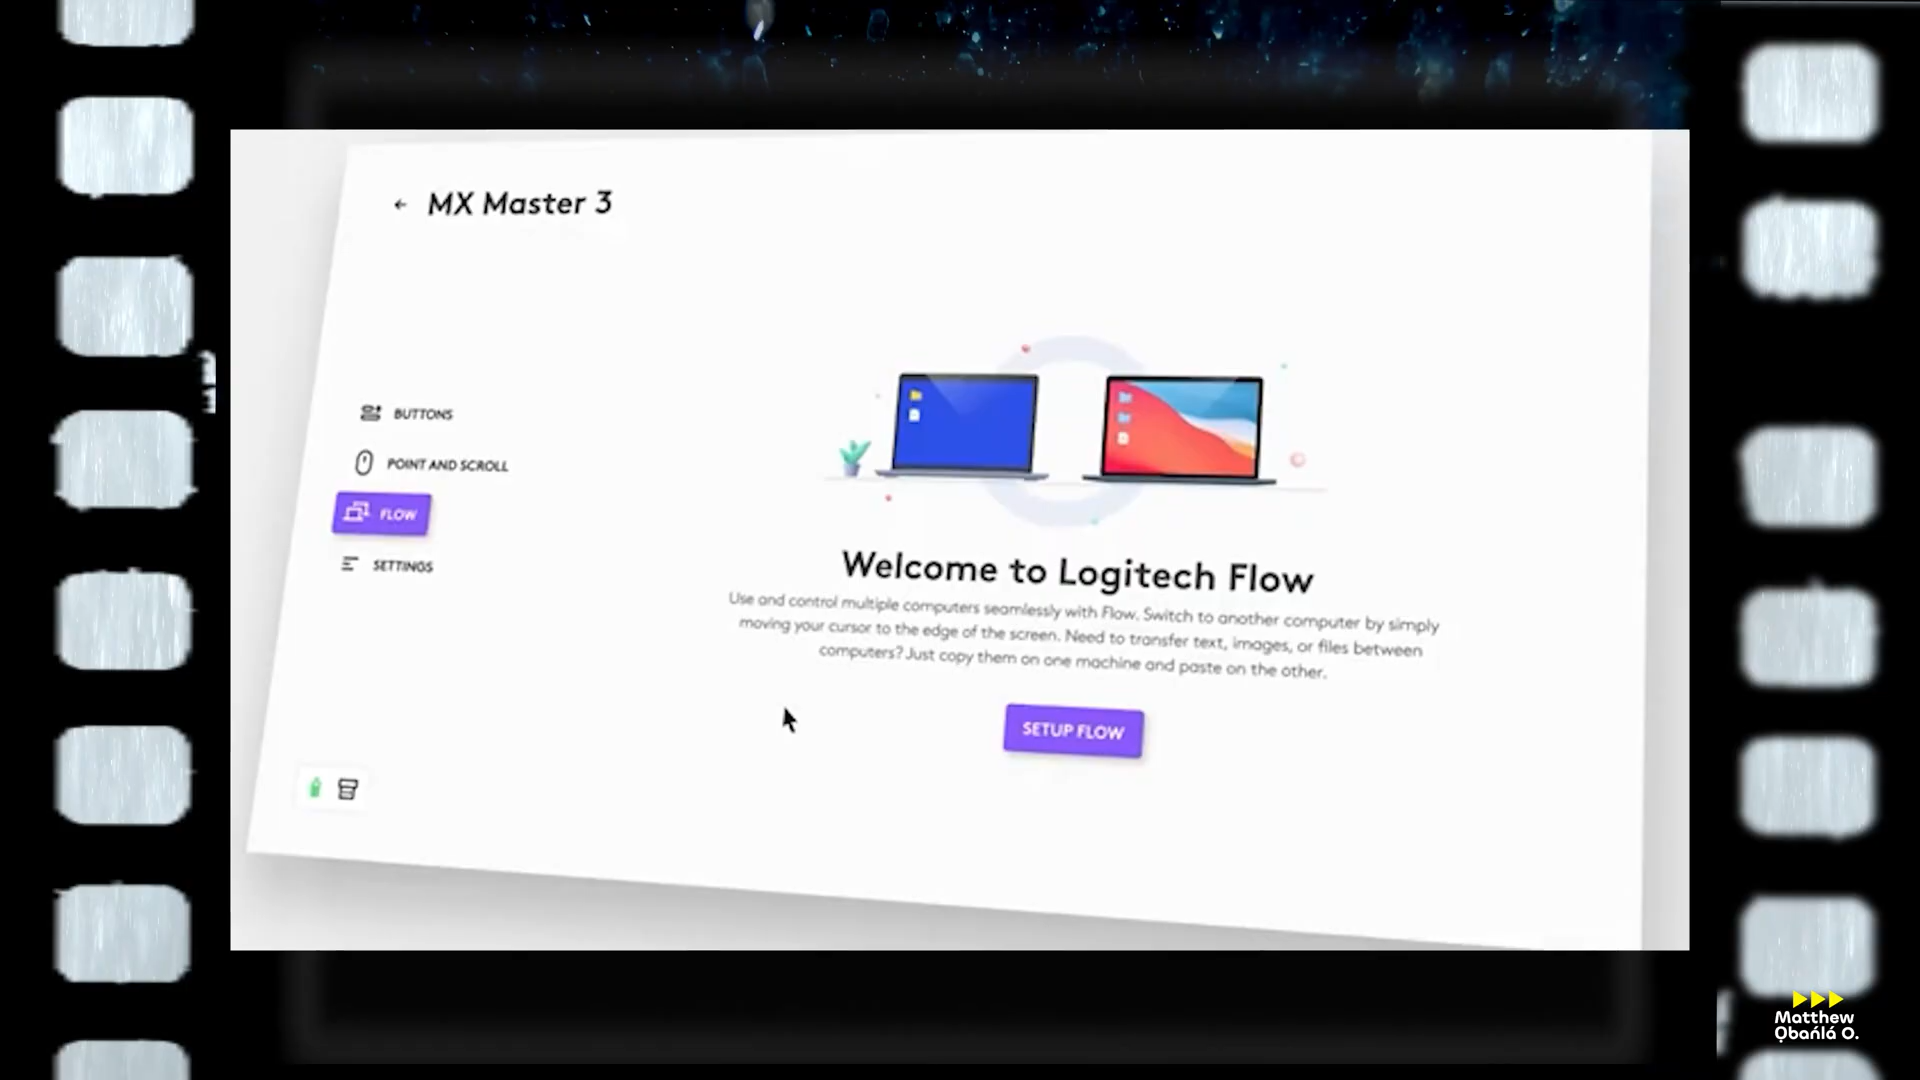 ← MX Master 3
BUTTONS
POINT AND SCROLL
FLOW
SETTINGS
Welcome to Logitech Flow
Use and control multiple computers seamlessly with Flow. Switch to another computer by simply
moving your cursor to the edge of the screen. Need to transfer text, images, or files between
computers? Just copy them on one machine and paste on the other.
SETUP FLOW
Matthew
Ọbańlá O.